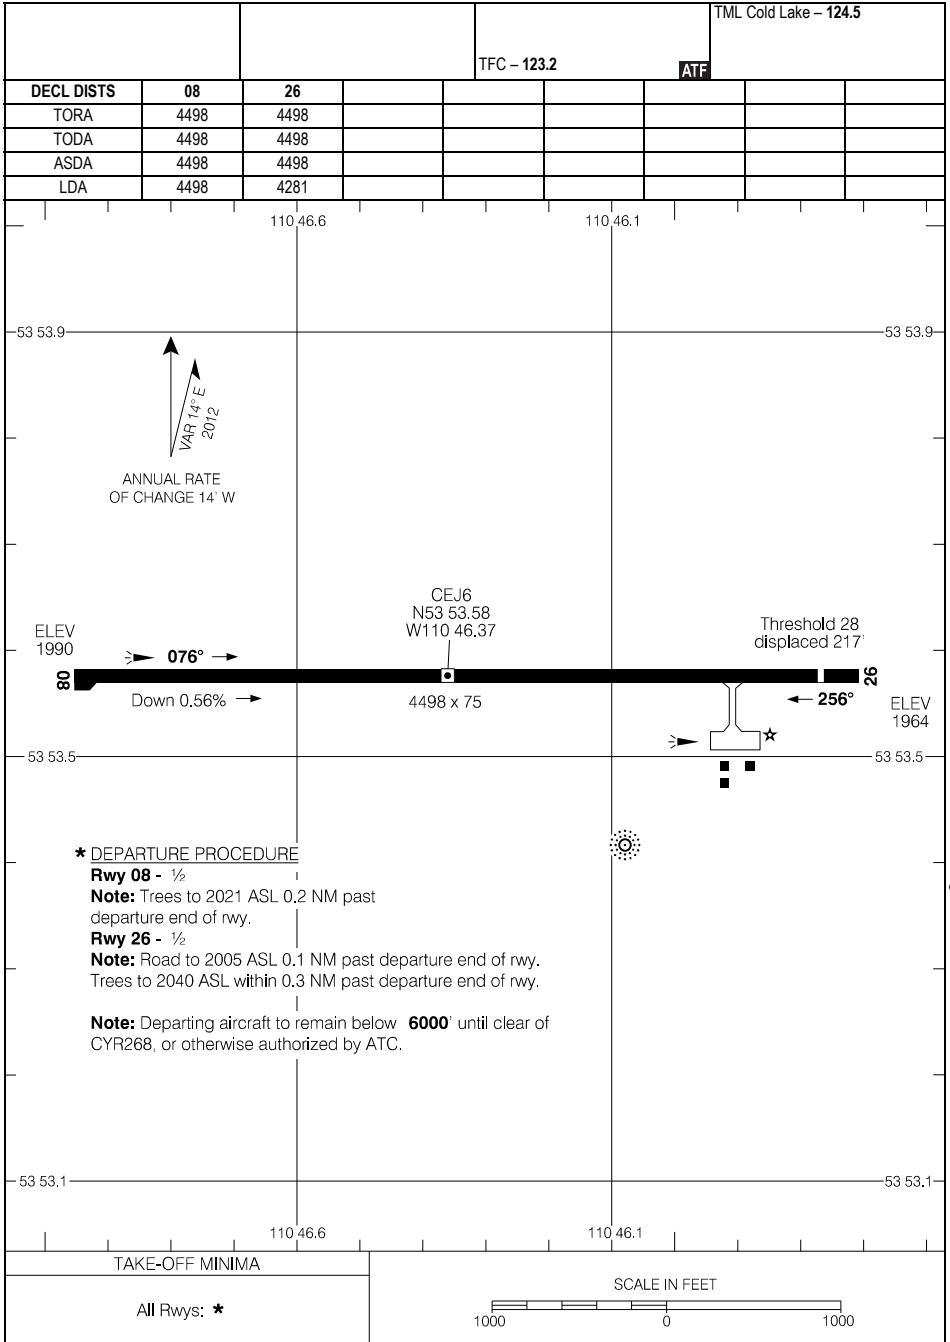 TML Cold Lake – 124.5
TFC – 123.2
ATF
DECL DISTS 08 26
TORA 4498 4498
TODA 4498 4498
ASDA 4498 4498
LDA 4498 4281
110 46.6 110 46.1
53 53.9 53 53.9
VAR 14° E
2012
ANNUAL RATE
OF CHANGE 14' W
CEJ6
N53 53.58
W110 46.37
ELEV
1990
Threshold 28
displaced 217'
08
076°
26
Down 0.56%
4498 x 75
256°
ELEV
1964
53 53.5 53 53.5
* DEPARTURE PROCEDURE
Rwy 08 - ½
Note: Trees to 2021 ASL 0.2 NM past
departure end of rwy.
Rwy 26 - ½
Note: Road to 2005 ASL 0.1 NM past departure end of rwy.
Trees to 2040 ASL within 0.3 NM past departure end of rwy.
Note: Departing aircraft to remain below 6000' until clear of
CYR268, or otherwise authorized by ATC.
53 53.1 53 53.1
110 46.6 110 46.1
TAKE-OFF MINIMA
All Rwys: *
SCALE IN FEET
1000 0 1000